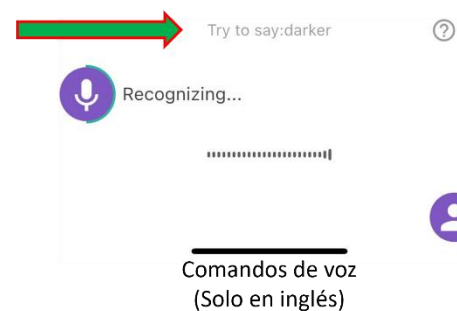 Try to say:darker
Recognizing...
Comandos de voz
(Solo en inglés)